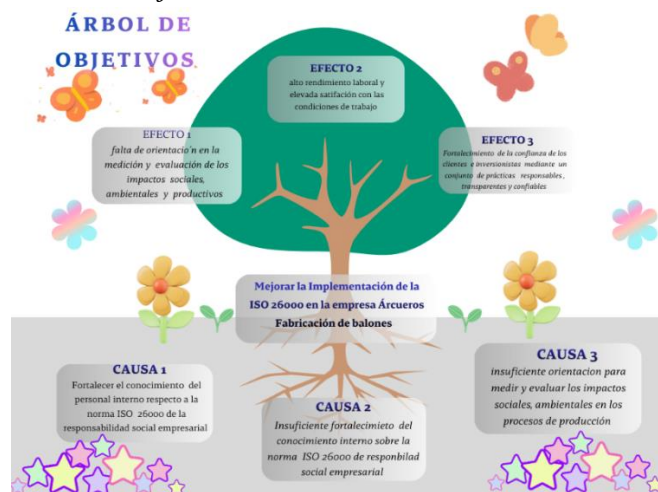 ÁRBOL DE
OBJETIVOS
EFECTO 2
alto rendimiento laboral y
elevada satifación con las
condiciones de trabajo
EFECTO 1
falta de orientacio'n en la
medición y evaluación de los
impactos sociales,
ambientales y productivos
EFECTO 3
Fortalecimiento de la confianza de los
clientes e inversionistas mediante un
conjunto de prácticas responsables ,
transparentes y confiables
Mejorar la Implementación de la
ISO 26000 en la empresa Árcueros
Fabricación de balones
CAUSA 1
Fortalecer el conocimiento del
personal interno respecto a la
norma ISO 26000 de la
responsabilidad social empresarial
CAUSA 2
Insuficiente fortalecimieto del
conocimiento interno sobre la
norma ISO 26000 de responbilidad
social empresarial
CAUSA 3
insuficiente orientacion para
medir y evaluar los impactos
sociales, ambientales en los
procesos de producción